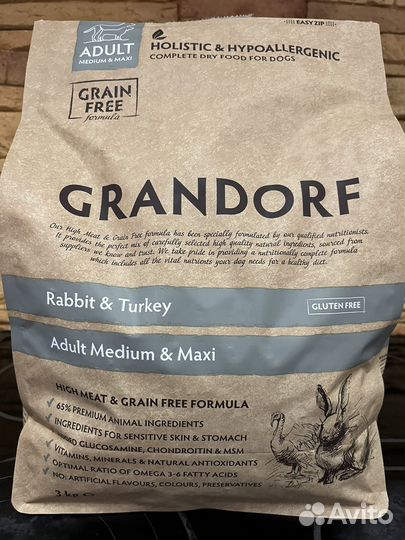 ADULT
MEDIUM & MAXI
EASY ZIP
HOLISTIC & HYPOALLERGENIC
COMPLETE DRY FOOD FOR DOGS
GRAIN
FREE
formula
GRANDORF
Our High Meat & Grain Free formula has been specially formulated by our qualified nutritionists.
It provides the perfect mix of carefully selected high quality natural ingredients, sourced from
suppliers we know and trust. We take pride in providing a nutritionally complete formula
which includes all the vital nutrients your dog needs for a healthy diet.
Rabbit & Turkey
GLUTEN FREE
Adult Medium & Maxi
HIGH MEAT & GRAIN FREE FORMULA
65% PREMIUM ANIMAL INGREDIENTS
INGREDIENTS FOR SENSITIVE SKIN & STOMACH
GLUCOSAMINE, CHONDROITIN & MSM
VITAMINS, MINERALS & NATURAL ANTIOXIDANTS
OPTIMAL RATIO OF OMEGA 3-6 FATTY ACIDS
NO: ARTIFICIAL FLAVOURS, COLOURS, PRESERVATIVES
3 kg e
Avito